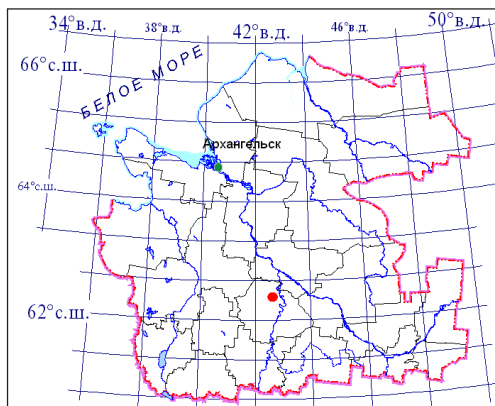 34°в.д.
38°в.д.
42°в.д.
46°в.д.
50°в.д.
66°с.ш.
БЕЛОЕ МОРЕ
Архангельск
64°с.ш.
62°с.ш.